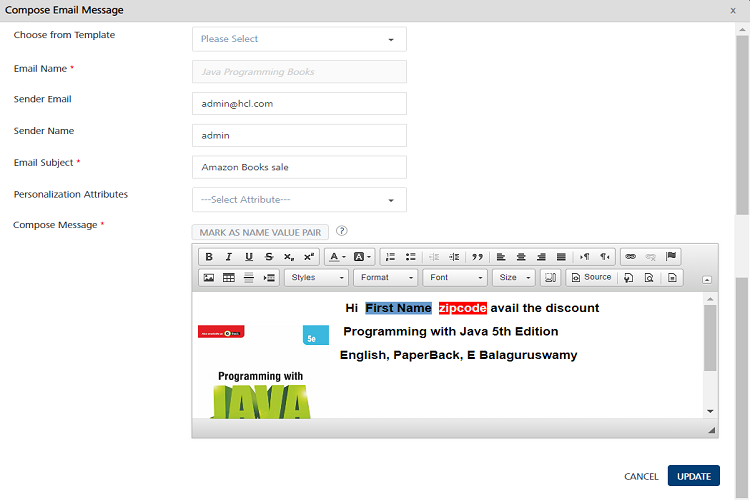 Compose Email Message x
Choose from Template Please Select
Email Name * Java Programming Books
Sender Email admin@hcl.com
Sender Name admin
Email Subject * Amazon Books sale
Personalization Attributes ---Select Attribute---
Compose Message * MARK AS NAME VALUE PAIR ?
B I U S x₂ x² A A
Styles Format Font Size Source
Hi First Name zipcode avail the discount
Programming with Java 5th Edition
English, PaperBack, E Balaguruswamy
5e
Programming with
JAVA
CANCEL UPDATE